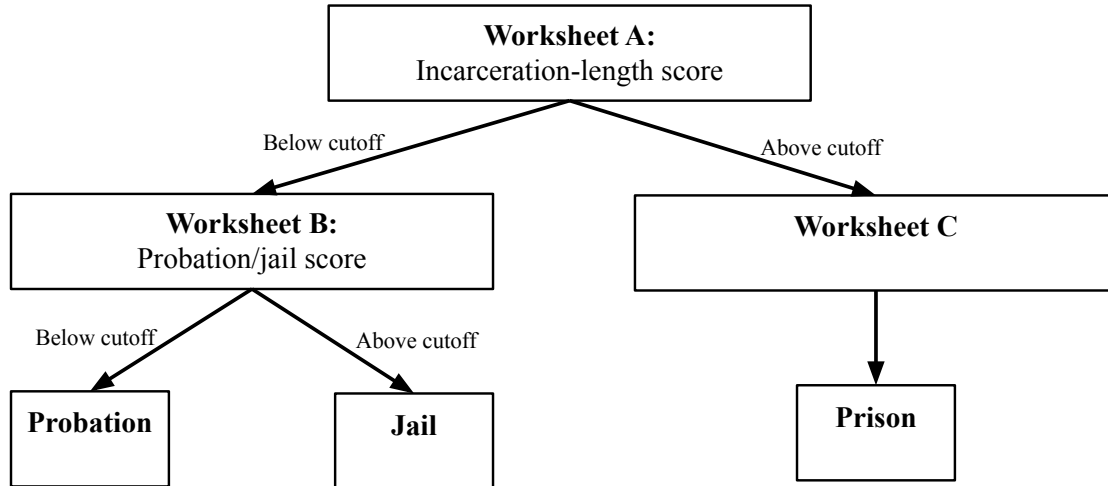 Worksheet A:
Incarceration-length score
Below cutoff
Above cutoff
Worksheet B:
Probation/jail score
Worksheet C
Below cutoff
Above cutoff
Probation
Jail
Prison